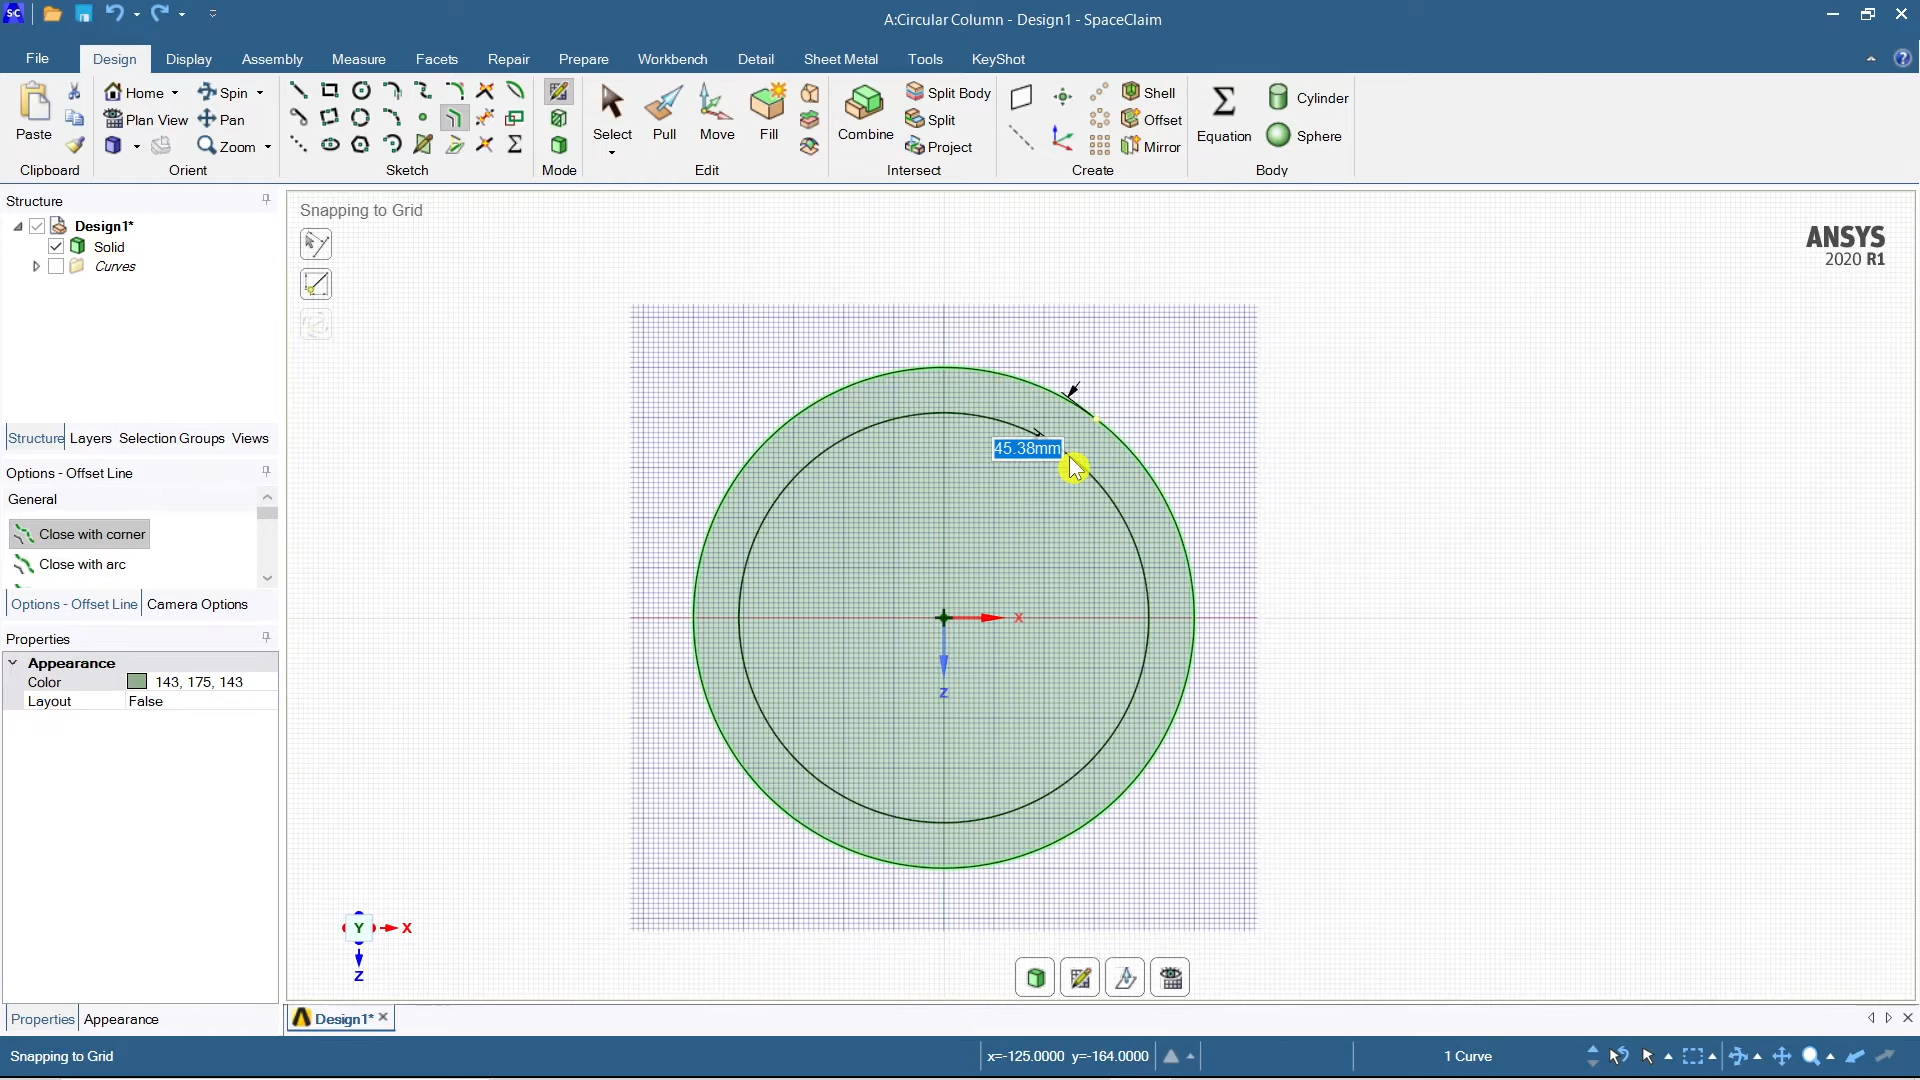 SC
A:Circular Column - Design1 - SpaceClaim
File Design Display Assembly Measure Facets Repair Prepare Workbench Detail Sheet Metal Tools KeyShot
Paste
Clipboard
Home Spin
Plan View Pan
Zoom
Orient
Sketch
Mode
Select Pull Move Fill
Edit
Combine
Split Body
Split
Project
Intersect
Shell
Offset
Mirror
Create
Equation
Cylinder
Sphere
Body
Structure
Design1*
Solid
Curves
Structure Layers Selection Groups Views
Options - Offset Line
General
Close with corner
Close with arc
Options - Offset Line Camera Options
Properties
Appearance
Color 143, 175, 143
Layout False
Properties Appearance
Snapping to Grid
ANSYS
2020 R1
45.38mm
X
Z
Y X
Z
Design1*
Snapping to Grid
x=-125.0000 y=-164.0000
1 Curve